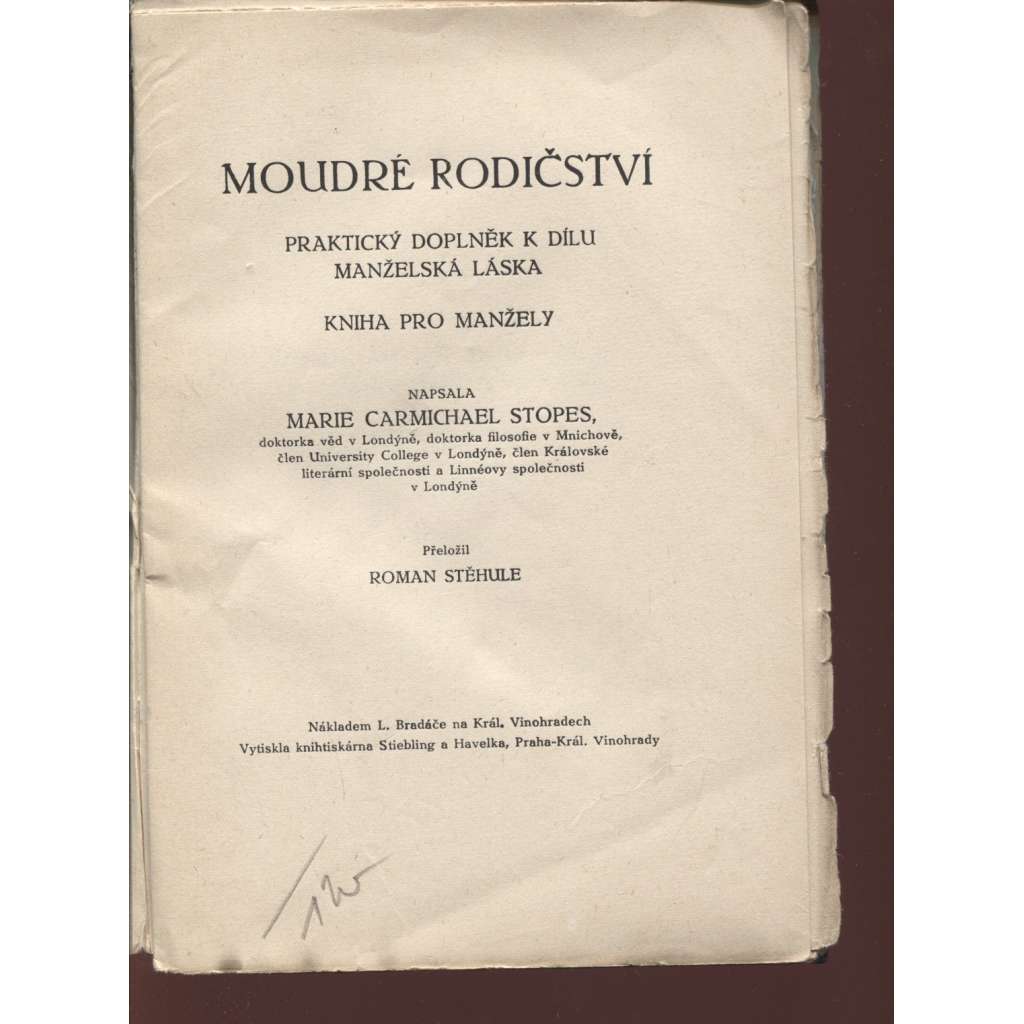 MOUDRÉ RODIČSTVÍ
PRAKTICKÝ DOPLNĚK K DÍLU
MANŽELSKÁ LÁSKA
KNIHA PRO MANŽELY
NAPSALA
MARIE CARMICHAEL STOPES,
doktorka věd v Londýně, doktorka filosofie v Mnichově,
člen University College v Londýně, člen Královské
literární společnosti a Linnéovy společnosti
v Londýně
Přeložil
ROMAN STĚHULE
Nákladem L. Bradáče na Král. Vinohradech
Vytiskla knihtiskárna Stiebling a Havelka, Praha-Král. Vinohrady